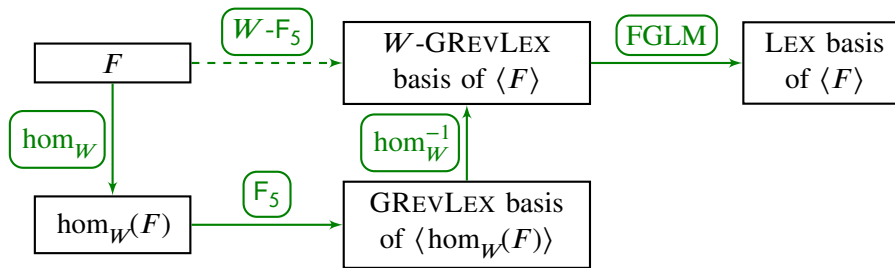 W-F₅
FGLM
F
W-GREVLEX
basis of ⟨F⟩
LEX basis
of ⟨F⟩
hom_W
hom_W^{-1}
F₅
hom_W(F)
GREVLEX basis
of ⟨hom_W(F)⟩